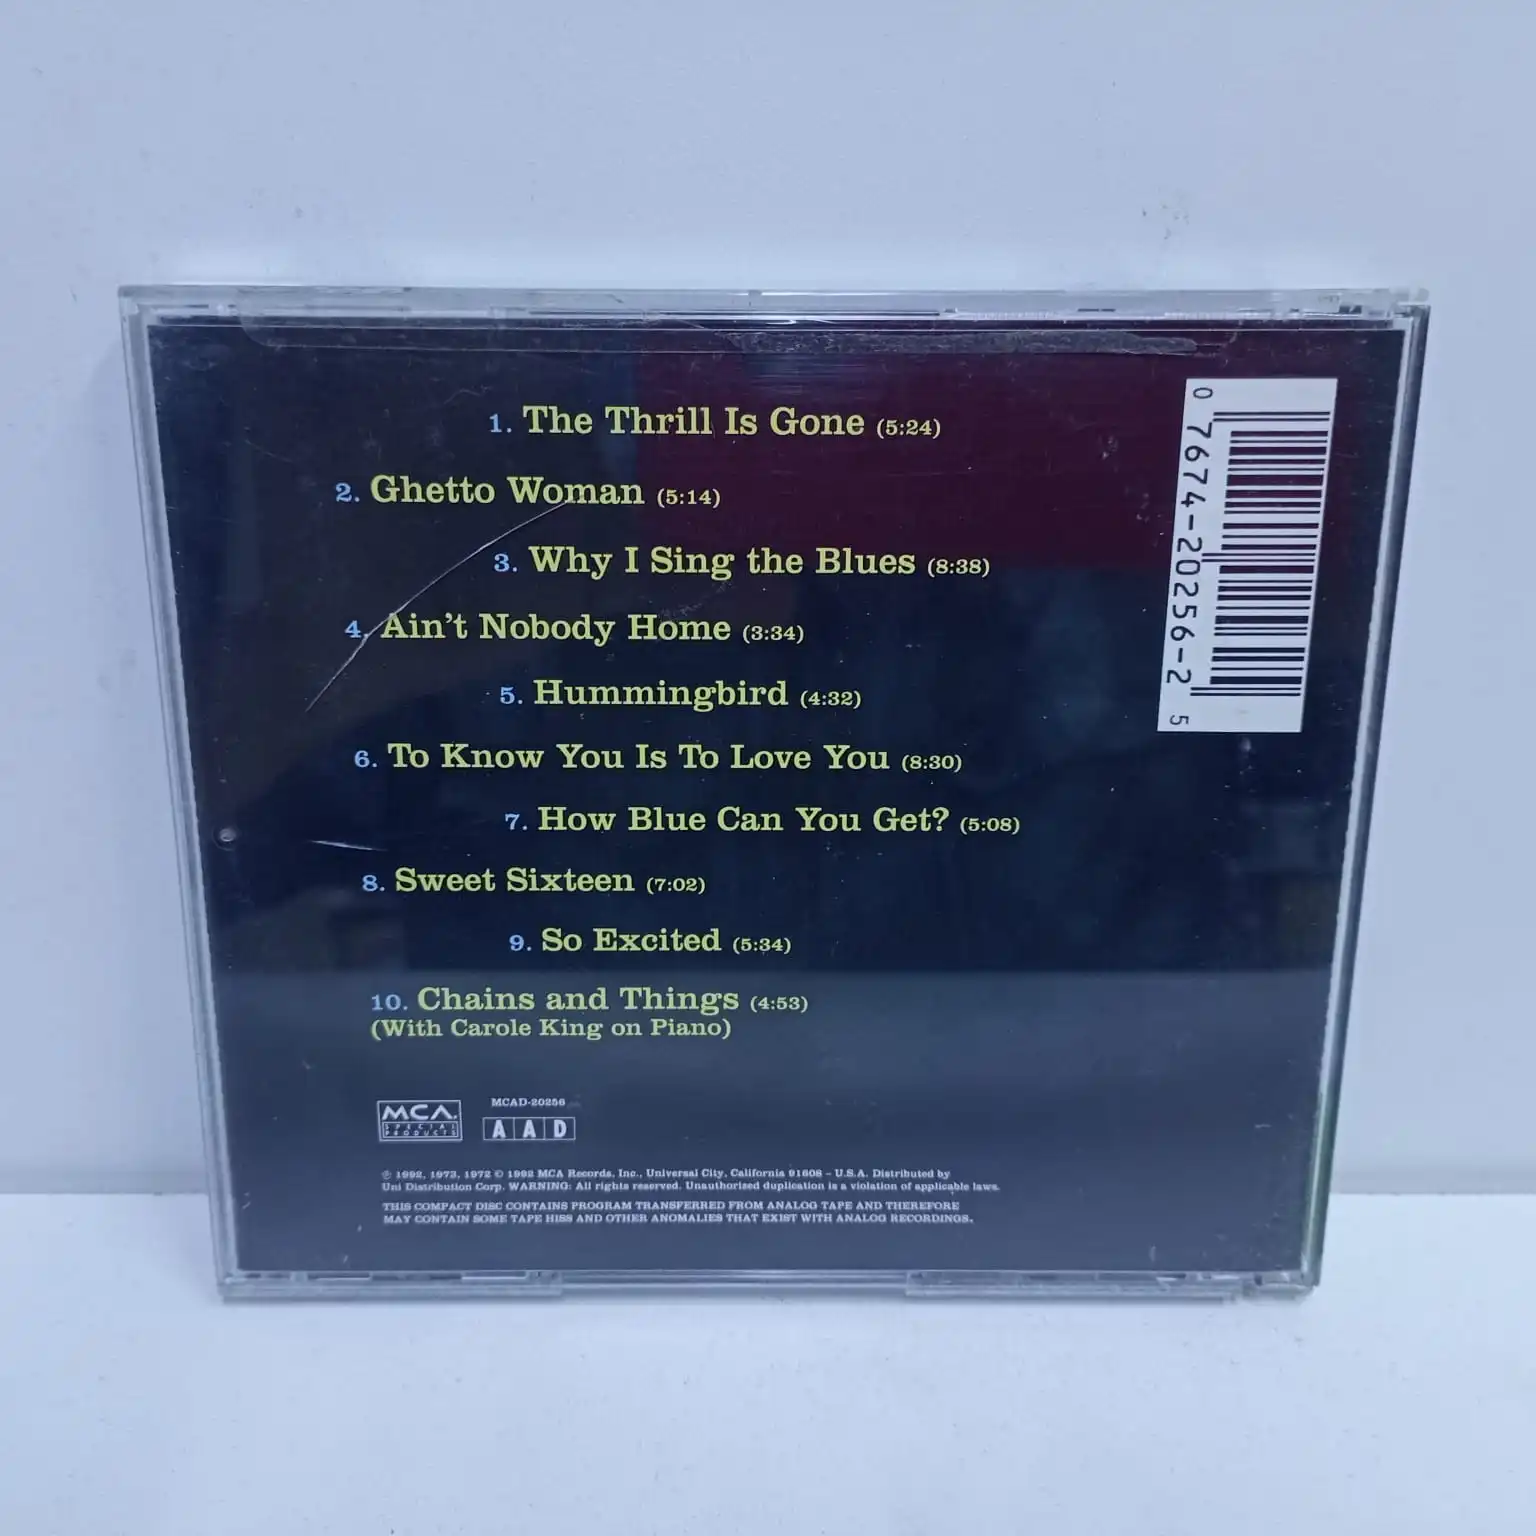 1. The Thrill Is Gone (5:24)
2. Ghetto Woman (5:14)
3. Why I Sing the Blues (8:38)
4. Ain't Nobody Home (3:34)
5. Hummingbird (4:32)
6. To Know You Is To Love You (8:30)
7. How Blue Can You Get? (5:08)
8. Sweet Sixteen (7:02)
9. So Excited (5:34)
10. Chains and Things (4:53)
(With Carole King on Piano)
0 7674-20256-2 5
MCA.
SPECIAL
PRODUCTS
MCAD-20256
A A D
℗ 1992, 1973, 1972 © 1992 MCA Records, Inc., Universal City, California 91608 – U.S.A. Distributed by
Uni Distribution Corp. WARNING: All rights reserved. Unauthorized duplication is a violation of applicable laws.
THIS COMPACT DISC CONTAINS PROGRAM TRANSFERRED FROM ANALOG TAPE AND THEREFORE
MAY CONTAIN SOME TAPE HISS AND OTHER ANOMALIES THAT EXIST WITH ANALOG RECORDINGS.